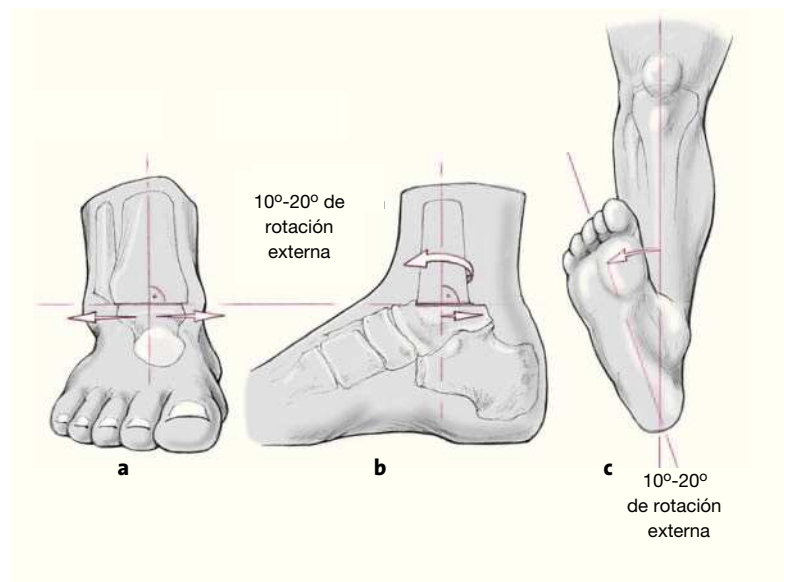 10º-20º de
rotación
externa
a
b
c
10º-20º
de rotación
externa